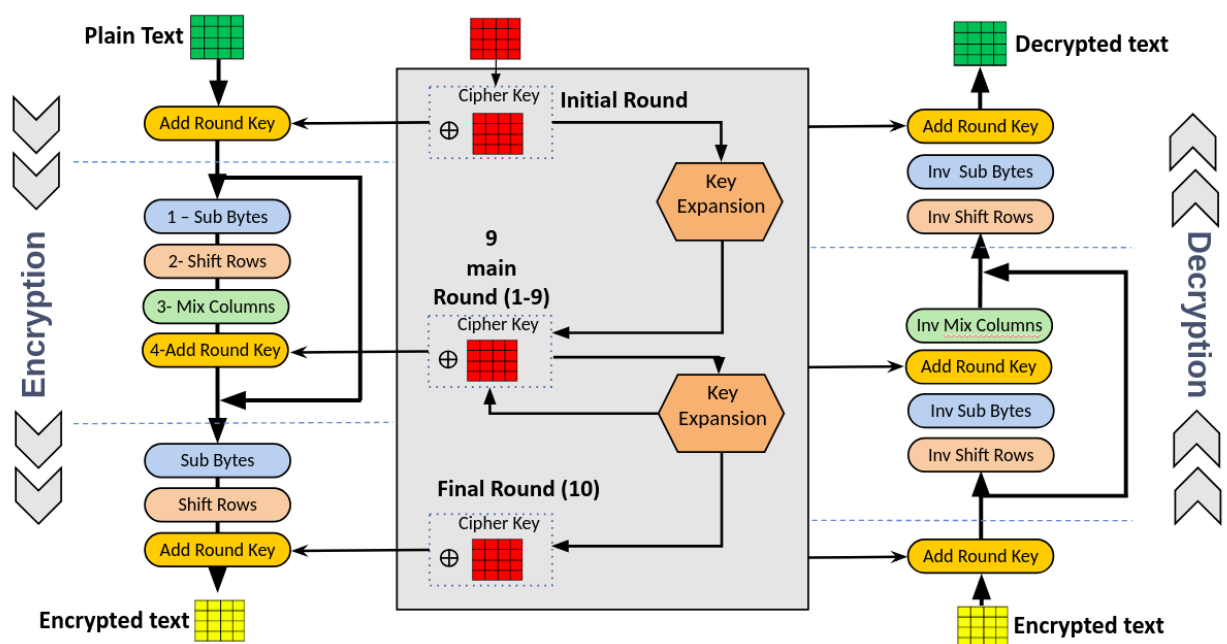 Plain Text
Add Round Key
1 – Sub Bytes
2- Shift Rows
3- Mix Columns
4-Add Round Key
Sub Bytes
Shift Rows
Add Round Key
Encrypted text
Encryption
Cipher Key
Initial Round
Key
Expansion
9
main
Round (1-9)
Cipher Key
Key
Expansion
Final Round (10)
Cipher Key
Decrypted text
Add Round Key
Inv Sub Bytes
Inv Shift Rows
Inv Mix Columns
Add Round Key
Inv Sub Bytes
Inv Shift Rows
Add Round Key
Encrypted text
Decryption